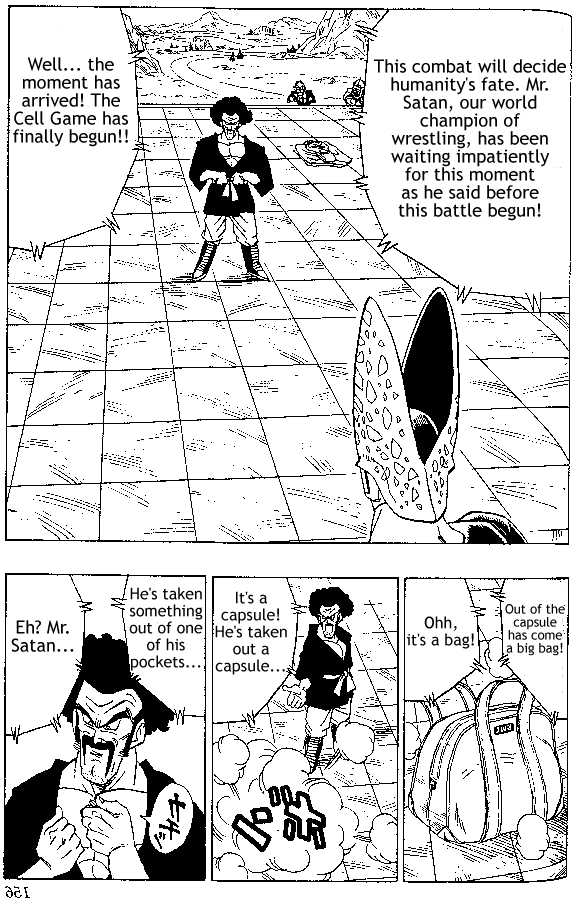 Well... the
moment has
arrived! The
Cell Game has
finally begun!!
This combat will decide
humanity's fate. Mr.
Satan, our world
champion of
wrestling, has been
waiting impatiently
for this moment
as he said before
this battle begun!
Eh? Mr.
Satan...
He's taken
something
out of one
of his
pockets...
It's a
capsule!
He's taken
out a
capsule...
Ohh,
it's a bag!
Out of the
capsule
has come
a big bag!
156